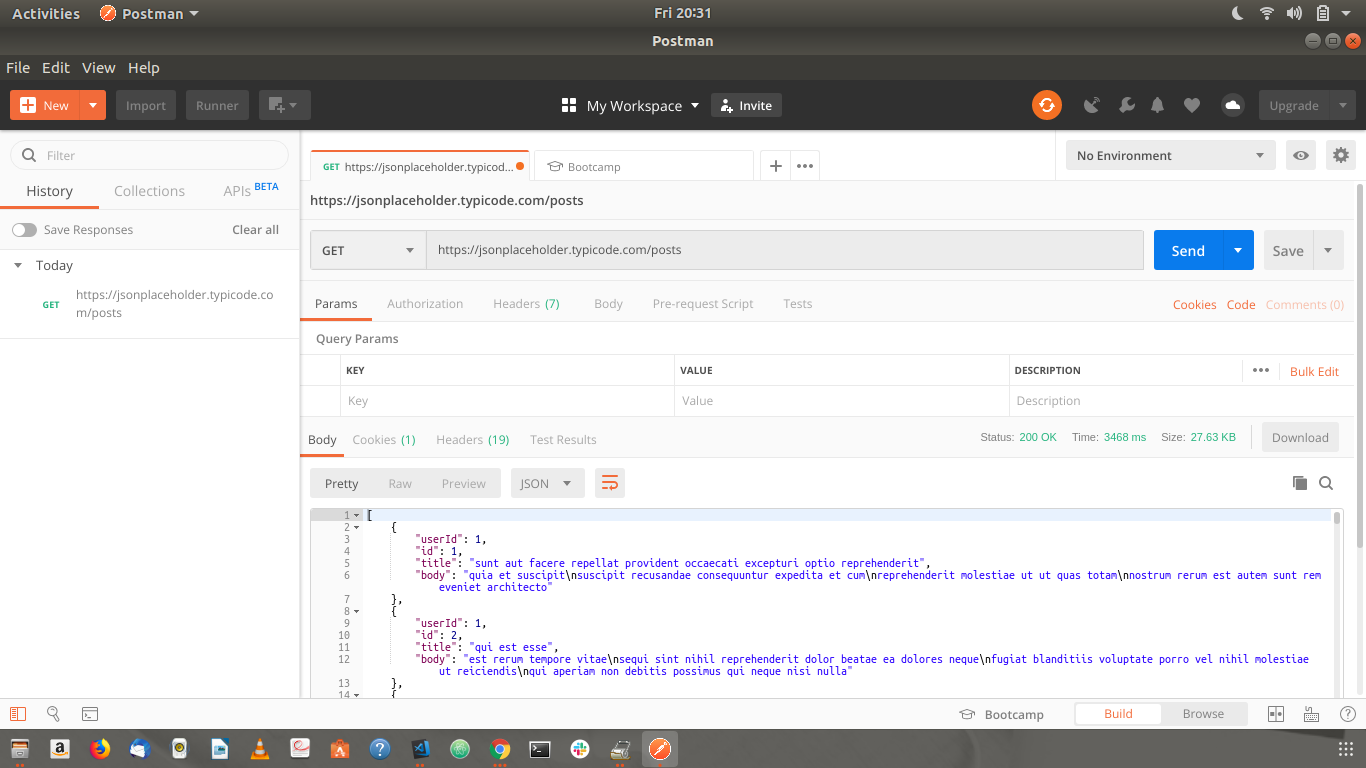 Activities Postman Fri 20:31
Postman
File Edit View Help
New Import Runner My Workspace Invite Upgrade
Filter
History Collections APIs BETA
Save Responses Clear all
Today
GET https://jsonplaceholder.typicode.co
m/posts
GET https://jsonplaceholder.typicod... Bootcamp No Environment
https://jsonplaceholder.typicode.com/posts
GET https://jsonplaceholder.typicode.com/posts Send Save
Params Authorization Headers (7) Body Pre-request Script Tests Cookies Code Comments (0)
Query Params
KEY VALUE DESCRIPTION Bulk Edit
Key Value Description
Body Cookies (1) Headers (19) Test Results Status: 200 OK Time: 3468 ms Size: 27.63 KB Download
Pretty Raw Preview JSON
1 [
2 {
3 "userId": 1,
4 "id": 1,
5 "title": "sunt aut facere repellat provident occaecati excepturi optio reprehenderit",
6 "body": "quia et suscipit\nsuscipit recusandae consequuntur expedita et cum\nreprehenderit molestiae ut ut quas totam\nnostrum rerum est autem sunt rem
eveniet architecto"
7 },
8 {
9 "userId": 1,
10 "id": 2,
11 "title": "qui est esse",
12 "body": "est rerum tempore vitae\nsequi sint nihil reprehenderit dolor beatae ea dolores neque\nfugiat blanditiis voluptate porro vel nihil molestiae
ut reiciendis\nqui aperiam non debitis possimus qui neque nisi nulla"
13 },
14 {
Bootcamp Build Browse